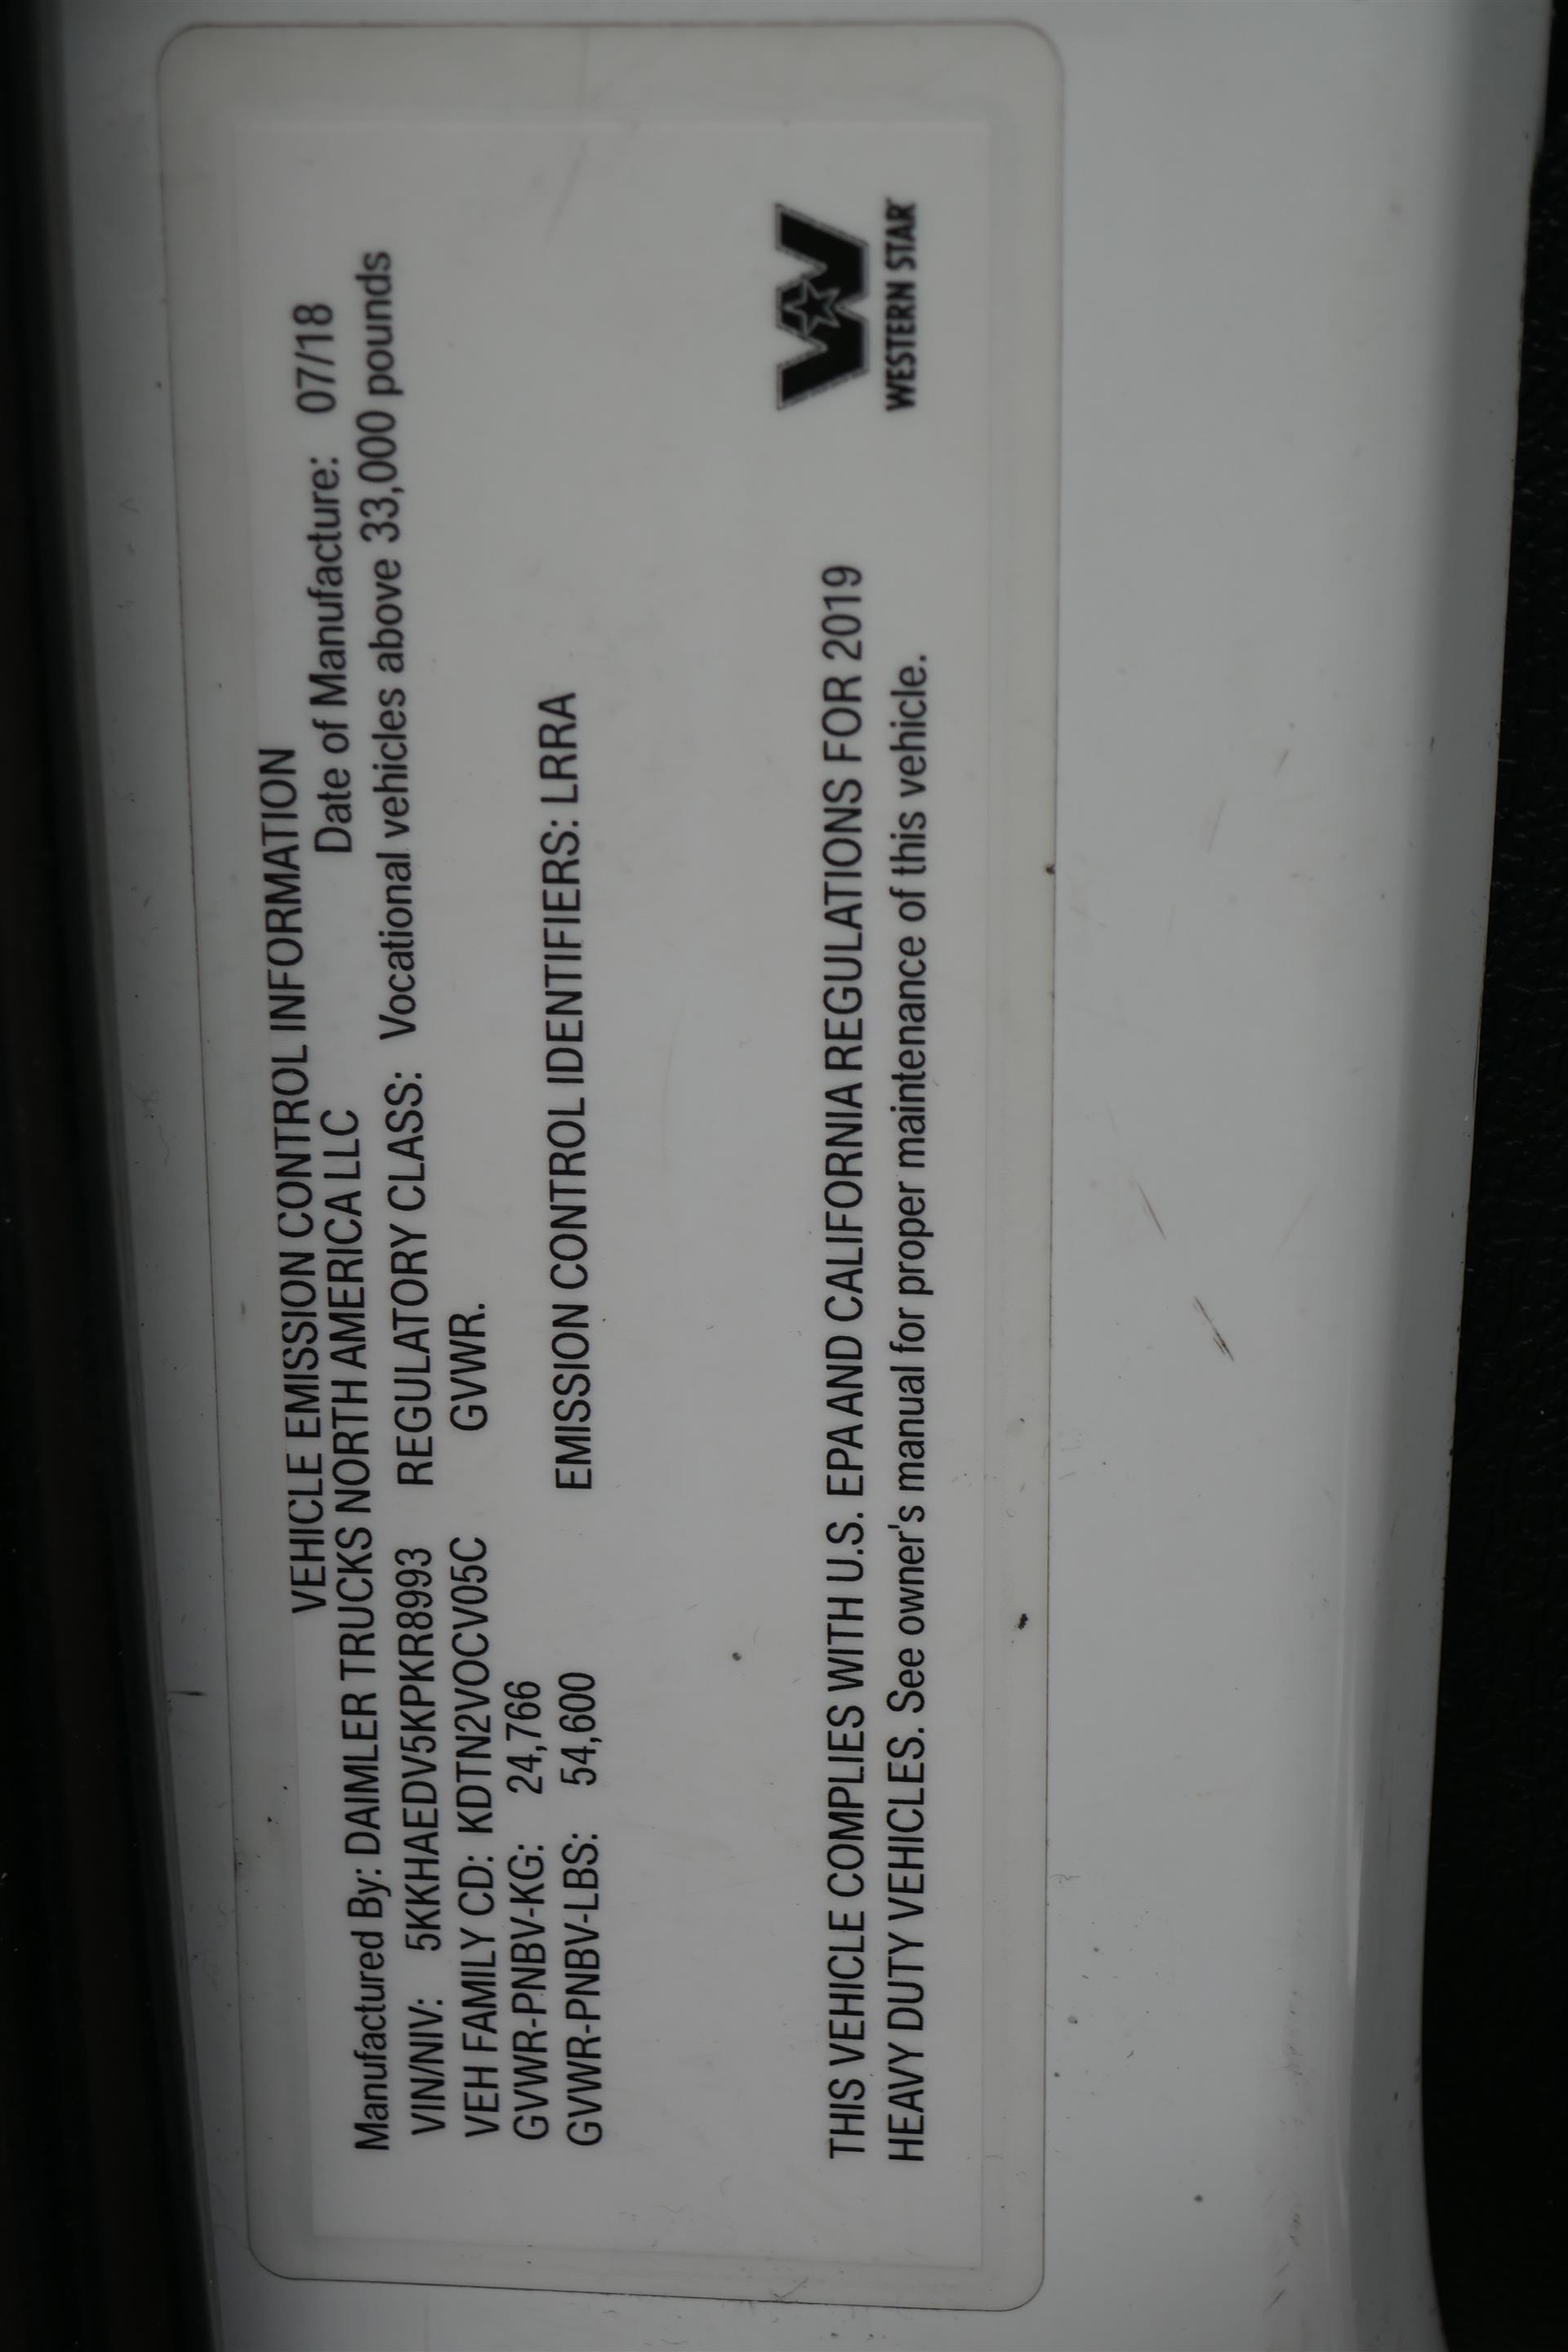 VEHICLE EMISSION CONTROL INFORMATION
Manufactured By: DAIMLER TRUCKS NORTH AMERICA LLC Date of Manufacture: 07/18
VIN/NIV: 5KKHAEDV5KPKR8993 REGULATORY CLASS: Vocational vehicles above 33,000 pounds
VEH FAMILY CD: KDTN2VOCV05C GVWR.
GVWR-PNBV-KG: 24,766
GVWR-PNBV-LBS: 54,600 EMISSION CONTROL IDENTIFIERS: LRRA
THIS VEHICLE COMPLIES WITH U.S. EPA AND CALIFORNIA REGULATIONS FOR 2019
HEAVY DUTY VEHICLES. See owner's manual for proper maintenance of this vehicle.
WESTERN STAR